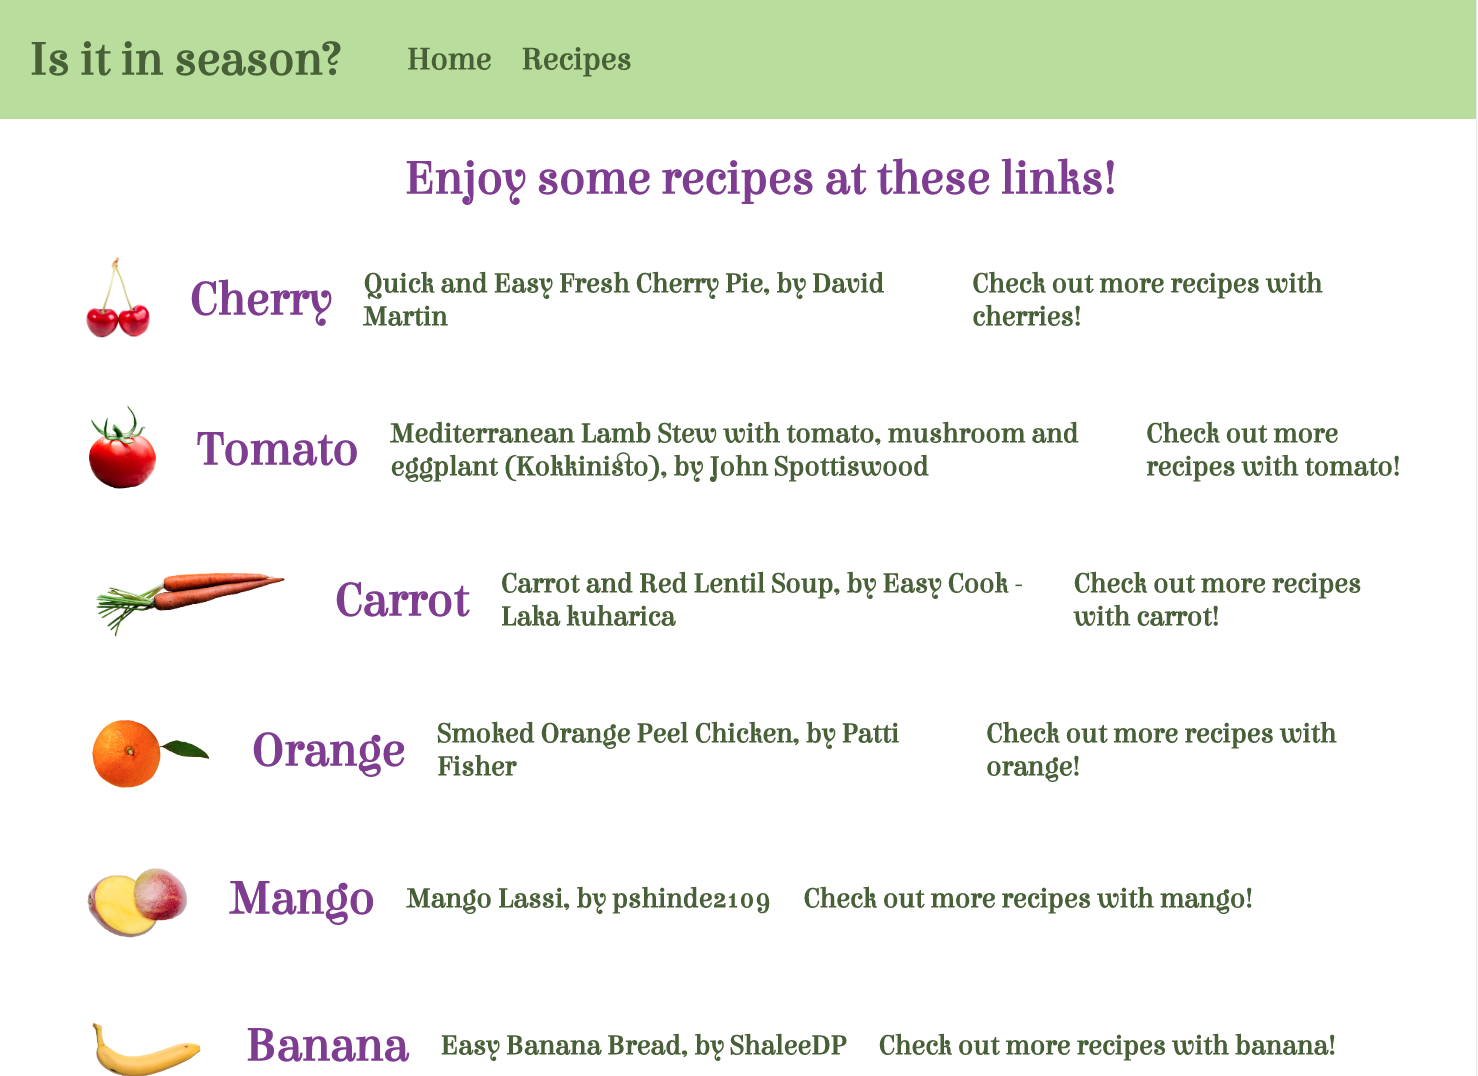 Is it in season? Home Recipes
Enjoy some recipes at these links!
Cherry
Quick and Easy Fresh Cherry Pie, by David
Martin
Check out more recipes with
cherries!
Tomato
Mediterranean Lamb Stew with tomato, mushroom and
eggplant (Kokkinisto), by John Spottiswood
Check out more
recipes with tomato!
Carrot
Carrot and Red Lentil Soup, by Easy Cook -
Laka kuharica
Check out more recipes
with carrot!
Orange
Smoked Orange Peel Chicken, by Patti
Fisher
Check out more recipes with
orange!
Mango
Mango Lassi, by pshinde2109
Check out more recipes with mango!
Banana
Easy Banana Bread, by ShaleeDP
Check out more recipes with banana!